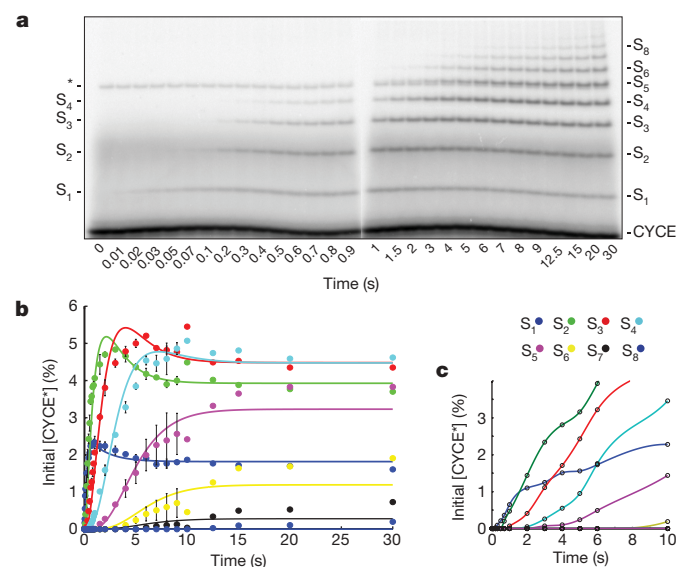 a
*
S4
S3
S2
S1
S8
S6
S5
S4
S3
S2
S1
CYCE
0 0.01 0.02 0.03 0.05 0.07 0.1 0.2 0.3 0.4 0.5 0.6 0.7 0.8 0.9 1 1.5 2 3 4 5 6 7 8 9 10 12.5 15 20 30
Time (s)
b
Initial [CYCE*] (%)
6
5
4
3
2
1
0
0 5 10 15 20 25 30
Time (s)
S1 S2 S3 S4
S5 S6 S7 S8
c
Initial [CYCE*] (%)
3
2
1
0
0 2 4 6 8 10
Time (s)